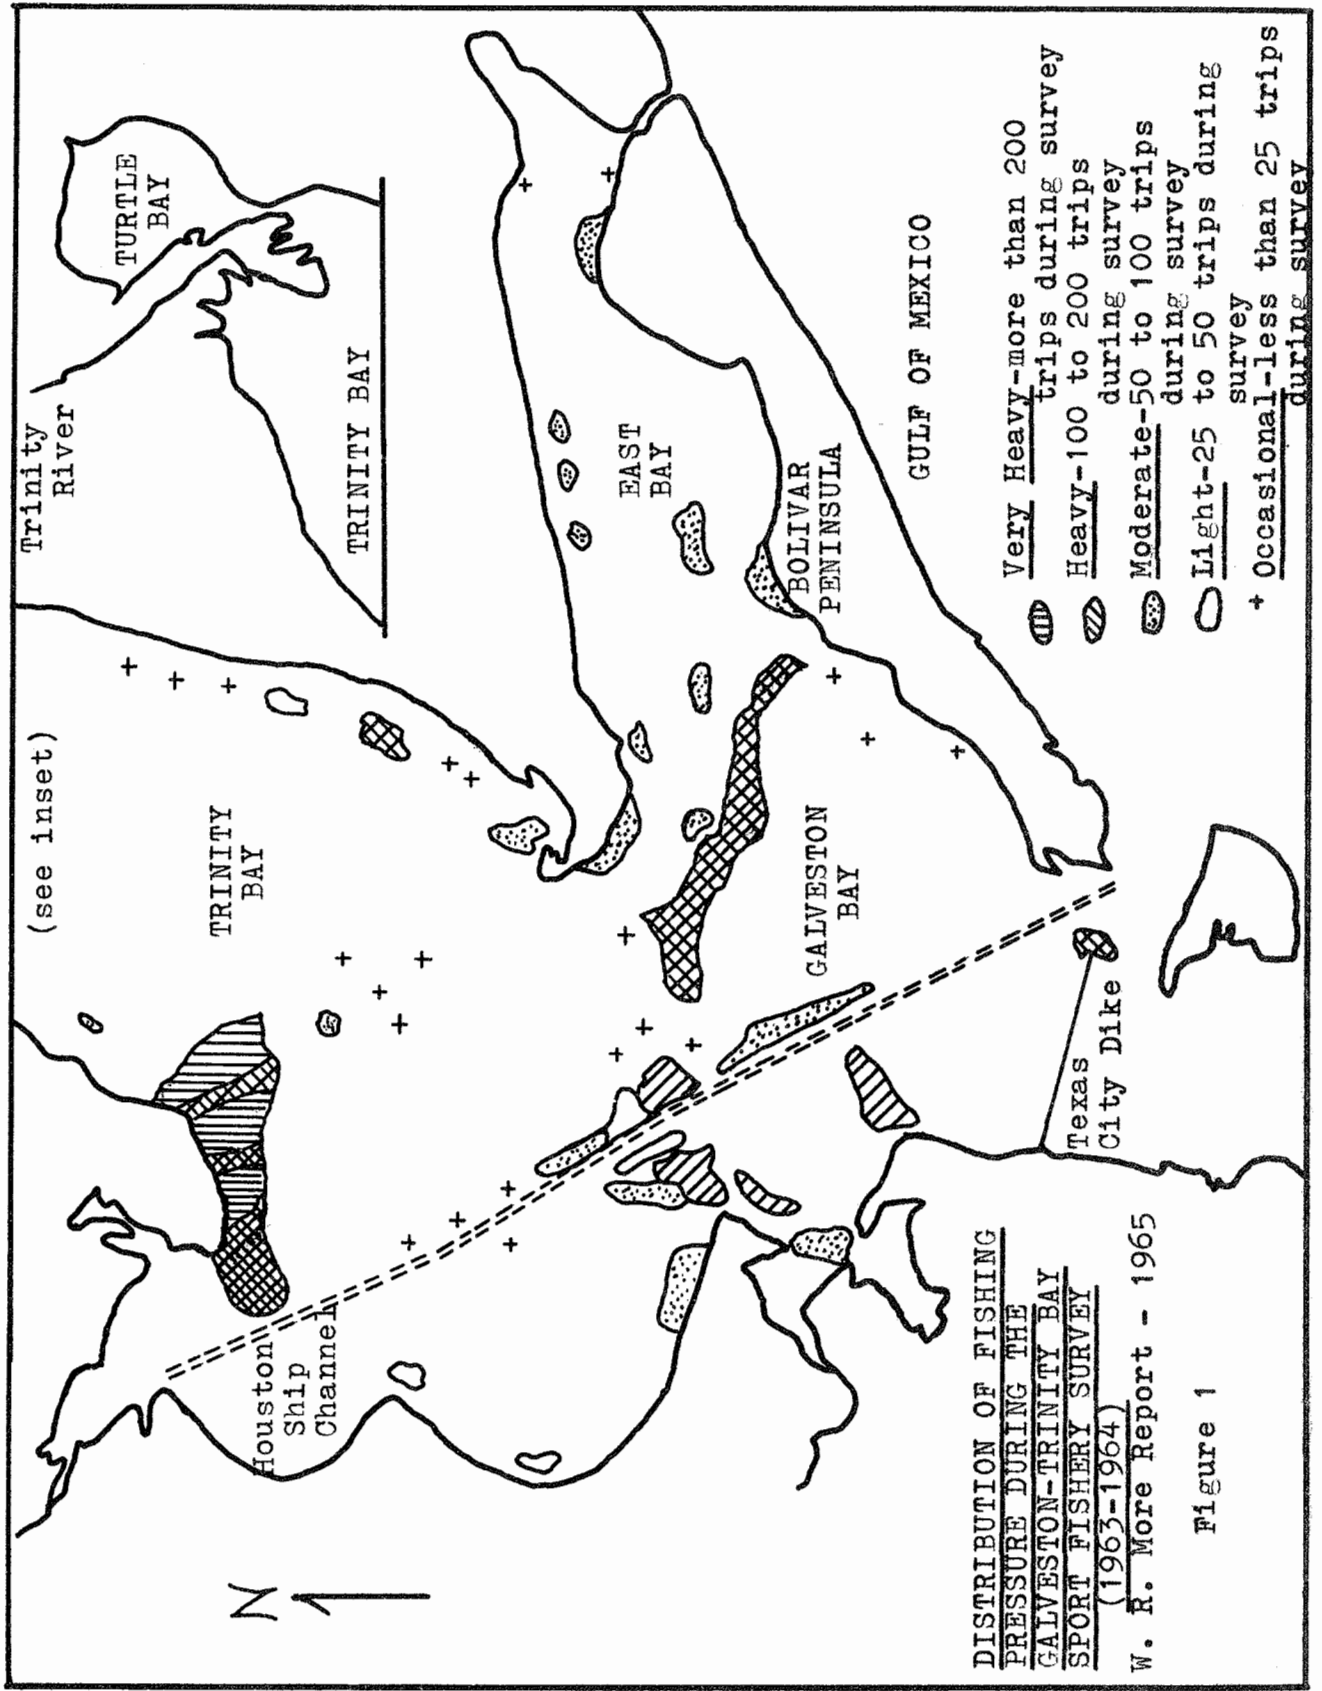 Trinity
River
TURTLE
BAY
TRINITY BAY
(see inset)
TRINITY
BAY
EAST
BAY
BOLIVAR
PENINSULA
GULF OF MEXICO
GALVESTON
BAY
Houston
Ship
Channel
Texas
City Dike
N
DISTRIBUTION OF FISHING
PRESSURE DURING THE
GALVESTON-TRINITY BAY
SPORT FISHERY SURVEY
(1963-1964)
W. R. More Report - 1965
Figure 1
Very Heavy-more than 200
trips during survey
Heavy-100 to 200 trips
during survey
Moderate-50 to 100 trips
during survey
Light-25 to 50 trips during
survey
+ Occasional-less than 25 trips
during survey